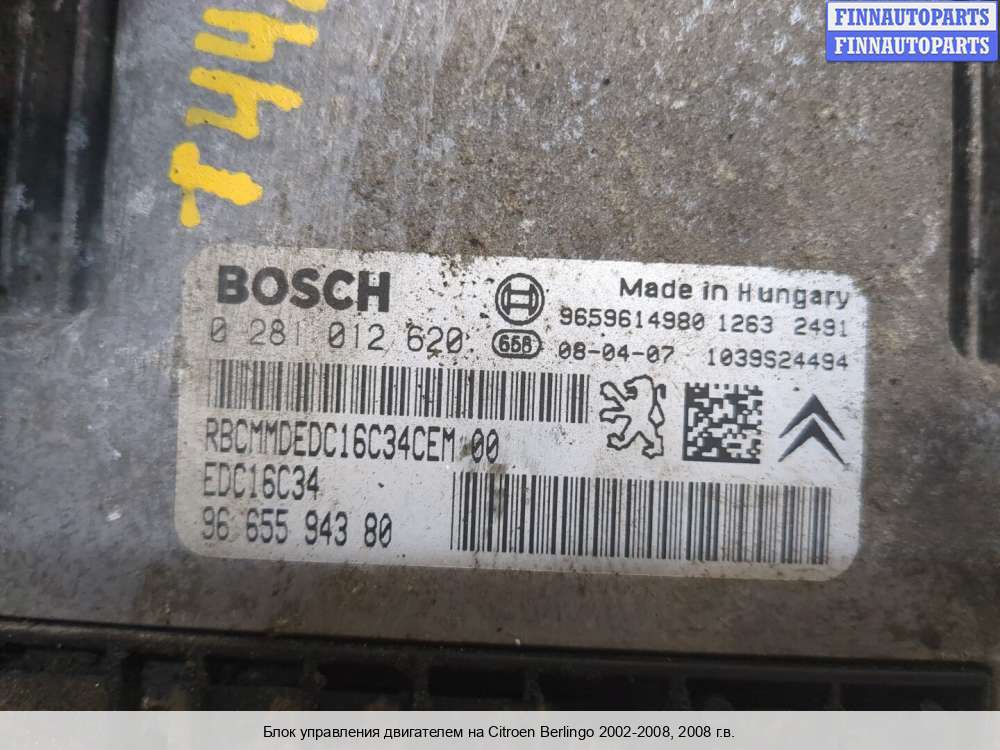 FINNAUTOPARTS
FINNAUTOPARTS
BOSCH
Made in Hungary
0 281 012 620
9659614980 1263 2491
658 08-04-07 1039S24494
RBCMMDEDC16C34CEM 00
EDC16C34
96 655 943 80
Блок управления двигателем на Citroen Berlingo 2002-2008, 2008 г.в.